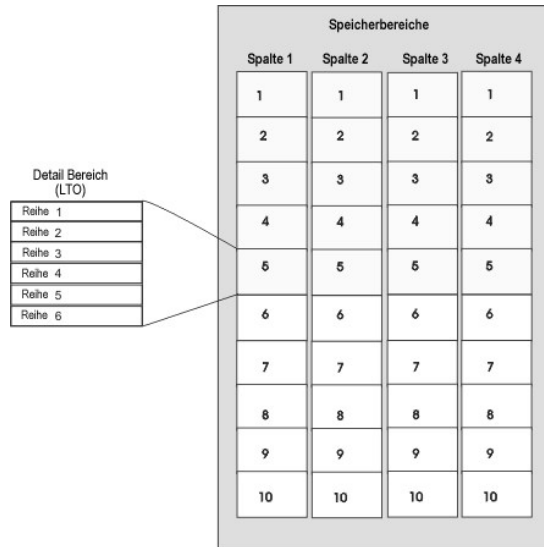 Speicherbereiche
Spalte 1 Spalte 2 Spalte 3 Spalte 4
1 1 1 1
2 2 2 2
3 3 3 3
4 4 4 4
5 5 5 5
6 6 6 6
7 7 7 7
8 8 8 8
9 9 9 9
10 10 10 10
Detail Bereich
(LTO)
Reihe 1
Reihe 2
Reihe 3
Reihe 4
Reihe 5
Reihe 6